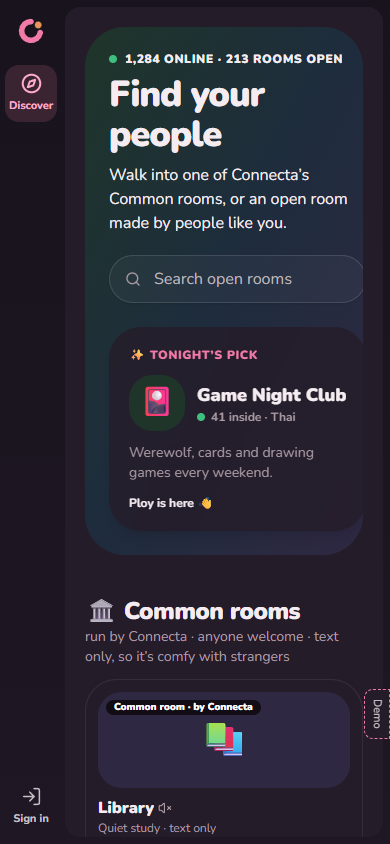 Discover
1,284 ONLINE · 213 ROOMS OPEN
Find your
people
Walk into one of Connecta's
Common rooms, or an open room
made by people like you.
Search open rooms
TONIGHT'S PICK
Game Night Club
41 inside · Thai
Werewolf, cards and drawing
games every weekend.
Ploy is here 👋
Common rooms
run by Connecta · anyone welcome · text
only, so it's comfy with strangers
Common room · by Connecta
Library
Quiet study · text only
Demo
Sign in